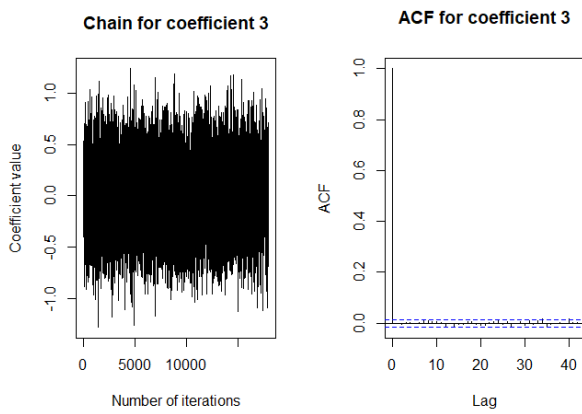 Chain for coefficient 3
Coefficient value
1.0
0.5
0.0
-0.5
-1.0
0 5000 10000
Number of iterations
ACF for coefficient 3
ACF
1.0
0.8
0.6
0.4
0.2
0.0
0 10 20 30 40
Lag